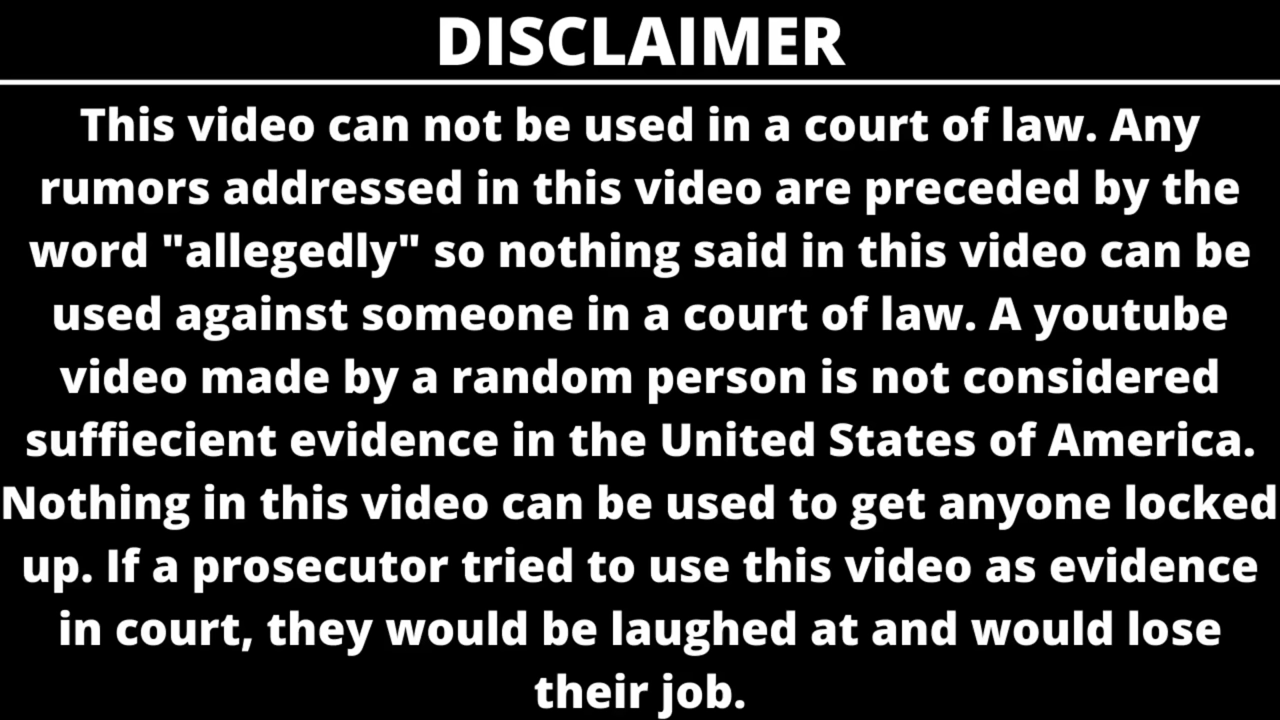 DISCLAIMER
This video can not be used in a court of law. Any
rumors addressed in this video are preceded by the
word "allegedly" so nothing said in this video can be
used against someone in a court of law. A youtube
video made by a random person is not considered
suffiecient evidence in the United States of America.
Nothing in this video can be used to get anyone locked
up. If a prosecutor tried to use this video as evidence
in court, they would be laughed at and would lose
their job.